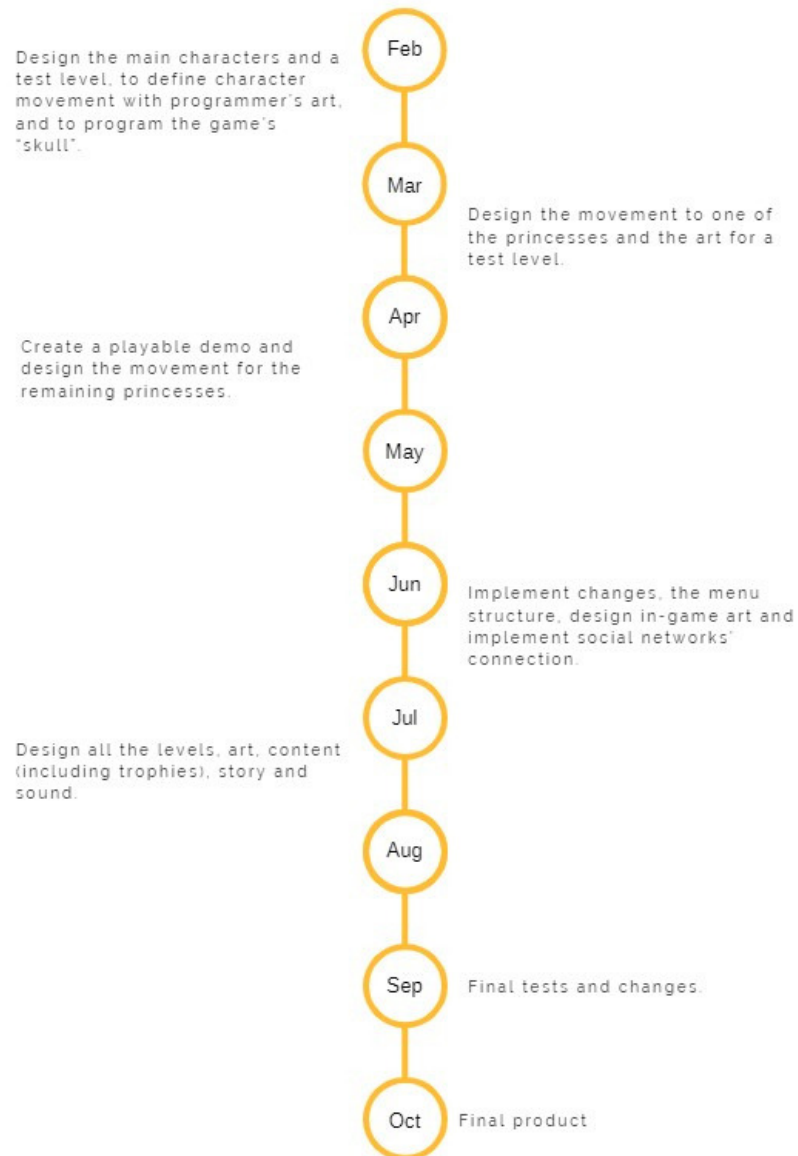 Feb
Design the main characters and a
test level, to define character
movement with programmer's art,
and to program the game's
"skull".
Mar
Design the movement to one of
the princesses and the art for a
test level.
Apr
Create a playable demo and
design the movement for the
remaining princesses.
May
Jun
Implement changes, the menu
structure, design in-game art and
implement social networks'
connection.
Jul
Design all the levels, art, content
(including trophies), story and
sound.
Aug
Sep
Final tests and changes.
Oct
Final product